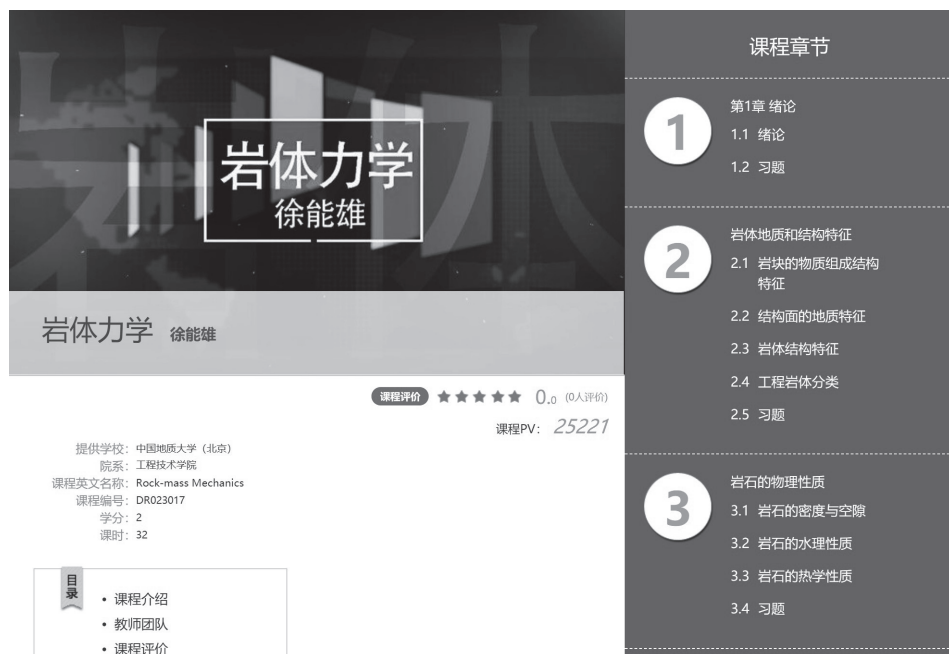 岩体
岩体力学
徐能雄
岩体力学 徐能雄
课程评价 ★★★★★ 0.0 (0人评价)
课程PV: 25221
提供学校: 中国地质大学（北京）
院系: 工程技术学院
课程英文名称: Rock-mass Mechanics
课程编号: DR023017
学分: 2
课时: 32
目录
• 课程介绍
• 教师团队
• 课程评价
课程章节
1
第1章 绪论
1.1 绪论
1.2 习题
2
岩体地质和结构特征
2.1 岩块的物质组成结构
特征
2.2 结构面的地质特征
2.3 岩体结构特征
2.4 工程岩体分类
2.5 习题
3
岩石的物理性质
3.1 岩石的密度与空隙
3.2 岩石的水理性质
3.3 岩石的热学性质
3.4 习题